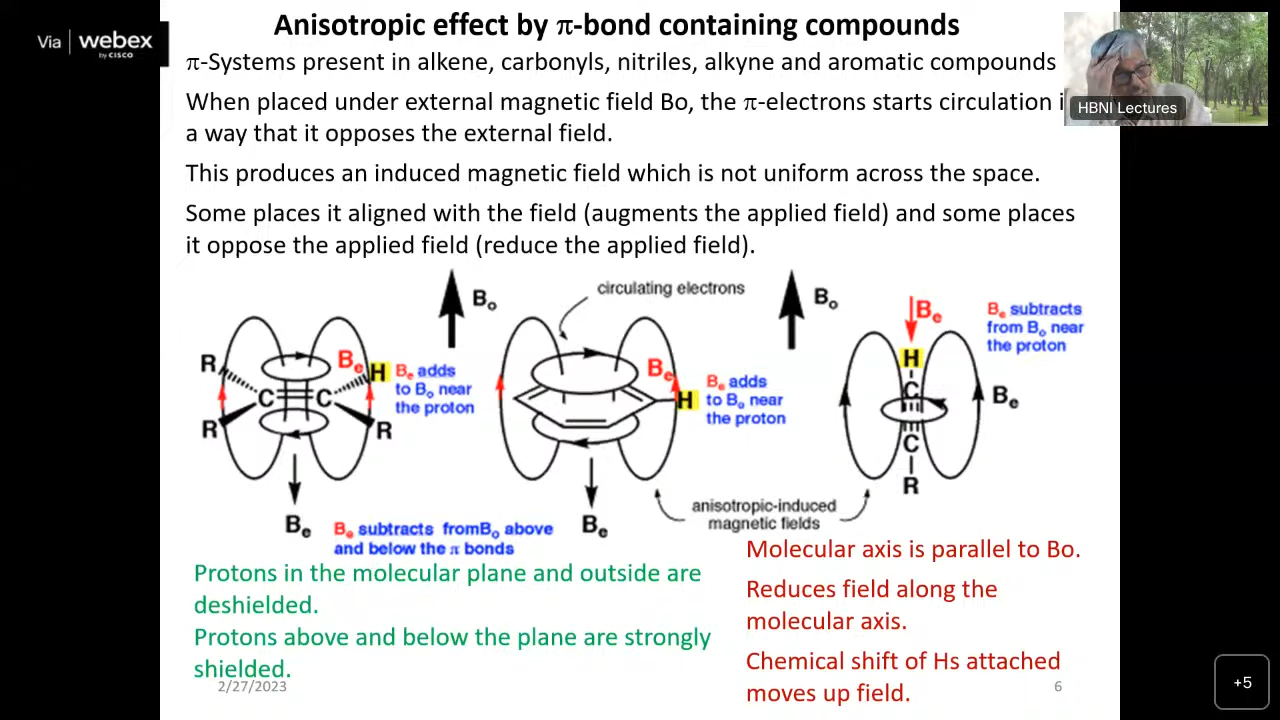 Anisotropic effect by π-bond containing compounds
Via | webex
by CISCO
π-Systems present in alkene, carbonyls, nitriles, alkyne and aromatic compounds
When placed under external magnetic field Bo, the π-electrons starts circulation
a way that it opposes the external field.
HBNI Lectures
This produces an induced magnetic field which is not uniform across the space.
Some places it aligned with the field (augments the applied field) and some places
it oppose the applied field (reduce the applied field).
Bo
circulating electrons
Bo
Be
Be subtracts
from Bo near
the proton
R
Be
H
Be adds
to Bo near
the proton
C
C
R
R
Be
H
Be adds
to Bo near
the proton
H
C
C
R
Be
Be
Be subtracts fromBo above
and below the π bonds
Be
anisotropic-induced
magnetic fields
Protons in the molecular plane and outside are
deshielded.
Protons above and below the plane are strongly
shielded.
Molecular axis is parallel to Bo.
Reduces field along the
molecular axis.
Chemical shift of Hs attached
moves up field.
2/27/2023
6
+5